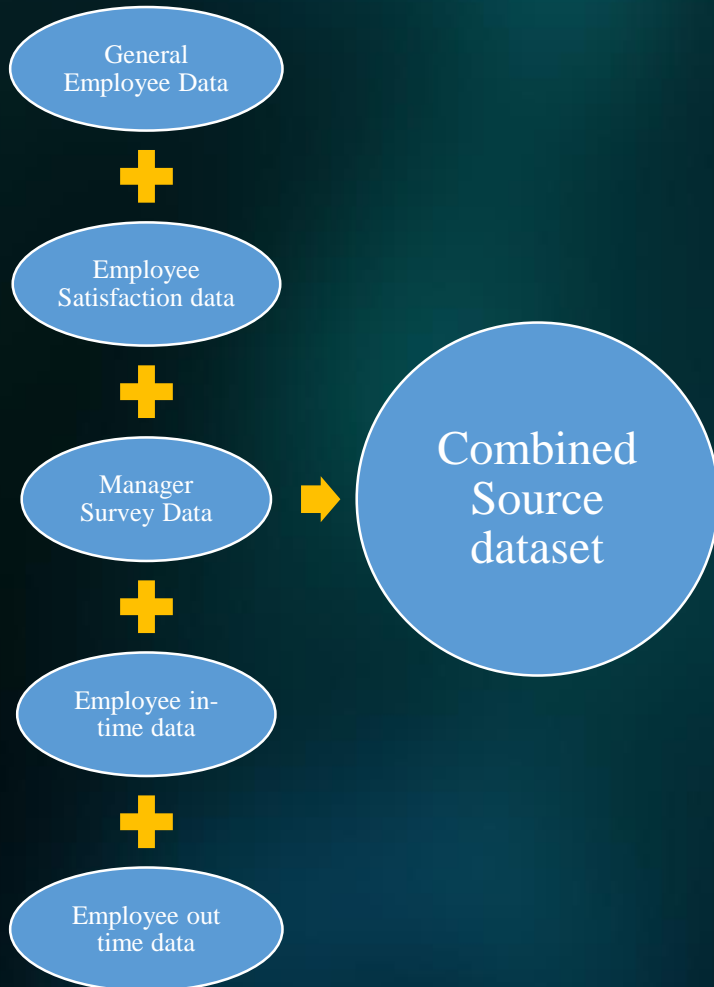 General
Employee Data
Employee
Satisfaction data
Manager
Survey Data
Combined
Source
dataset
Employee in-
time data
Employee out
time data